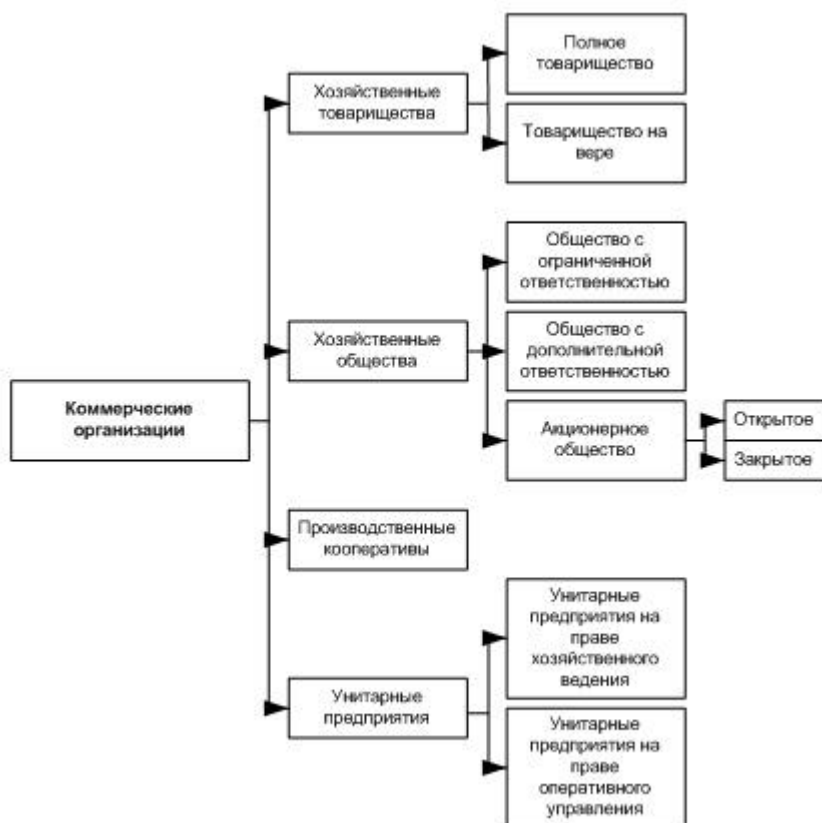 Коммерческие
организации
Хозяйственные
товарищества
Полное
товарищество
Товарищество на
вере
Хозяйственные
общества
Общество с
ограниченной
ответственностью
Общество с
дополнительной
ответственностью
Акционерное
общество
Открытое
Закрытое
Производственные
кооперативы
Унитарные
предприятия
Унитарные
предприятия на
праве
хозяйственного
ведения
Унитарные
предприятия на
праве
оперативного
управления